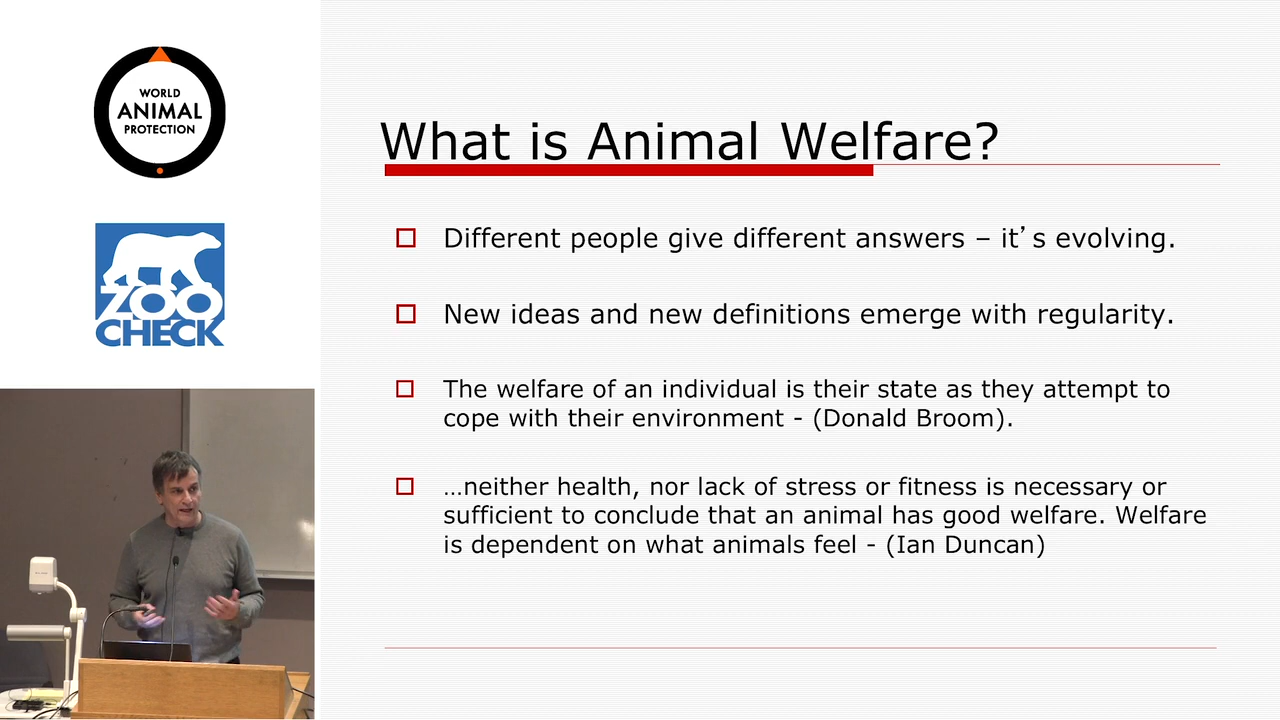 WORLD
ANIMAL
PROTECTION
ZOO
CHECK
What is Animal Welfare?
Different people give different answers – it’s evolving.
New ideas and new definitions emerge with regularity.
The welfare of an individual is their state as they attempt to
cope with their environment - (Donald Broom).
…neither health, nor lack of stress or fitness is necessary or
sufficient to conclude that an animal has good welfare. Welfare
is dependent on what animals feel - (Ian Duncan)